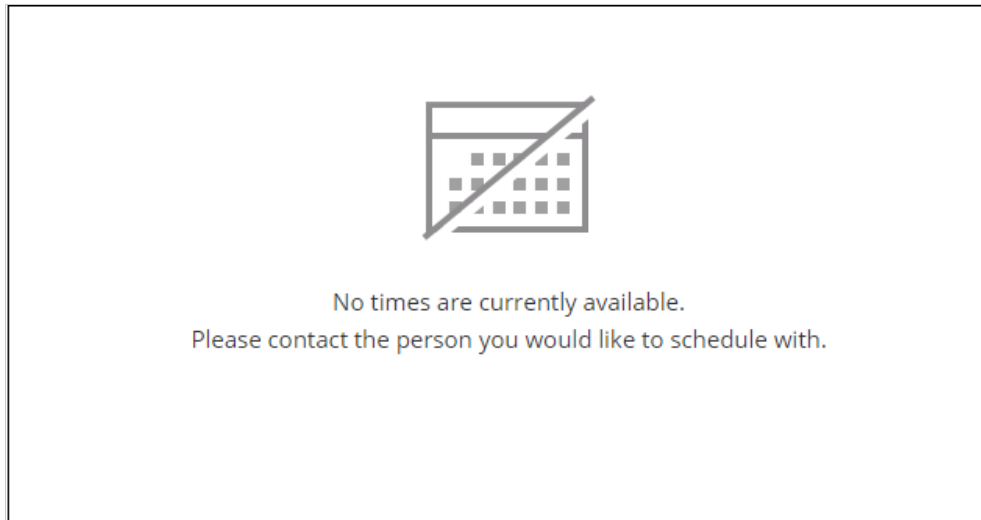 No times are currently available.
Please contact the person you would like to schedule with.